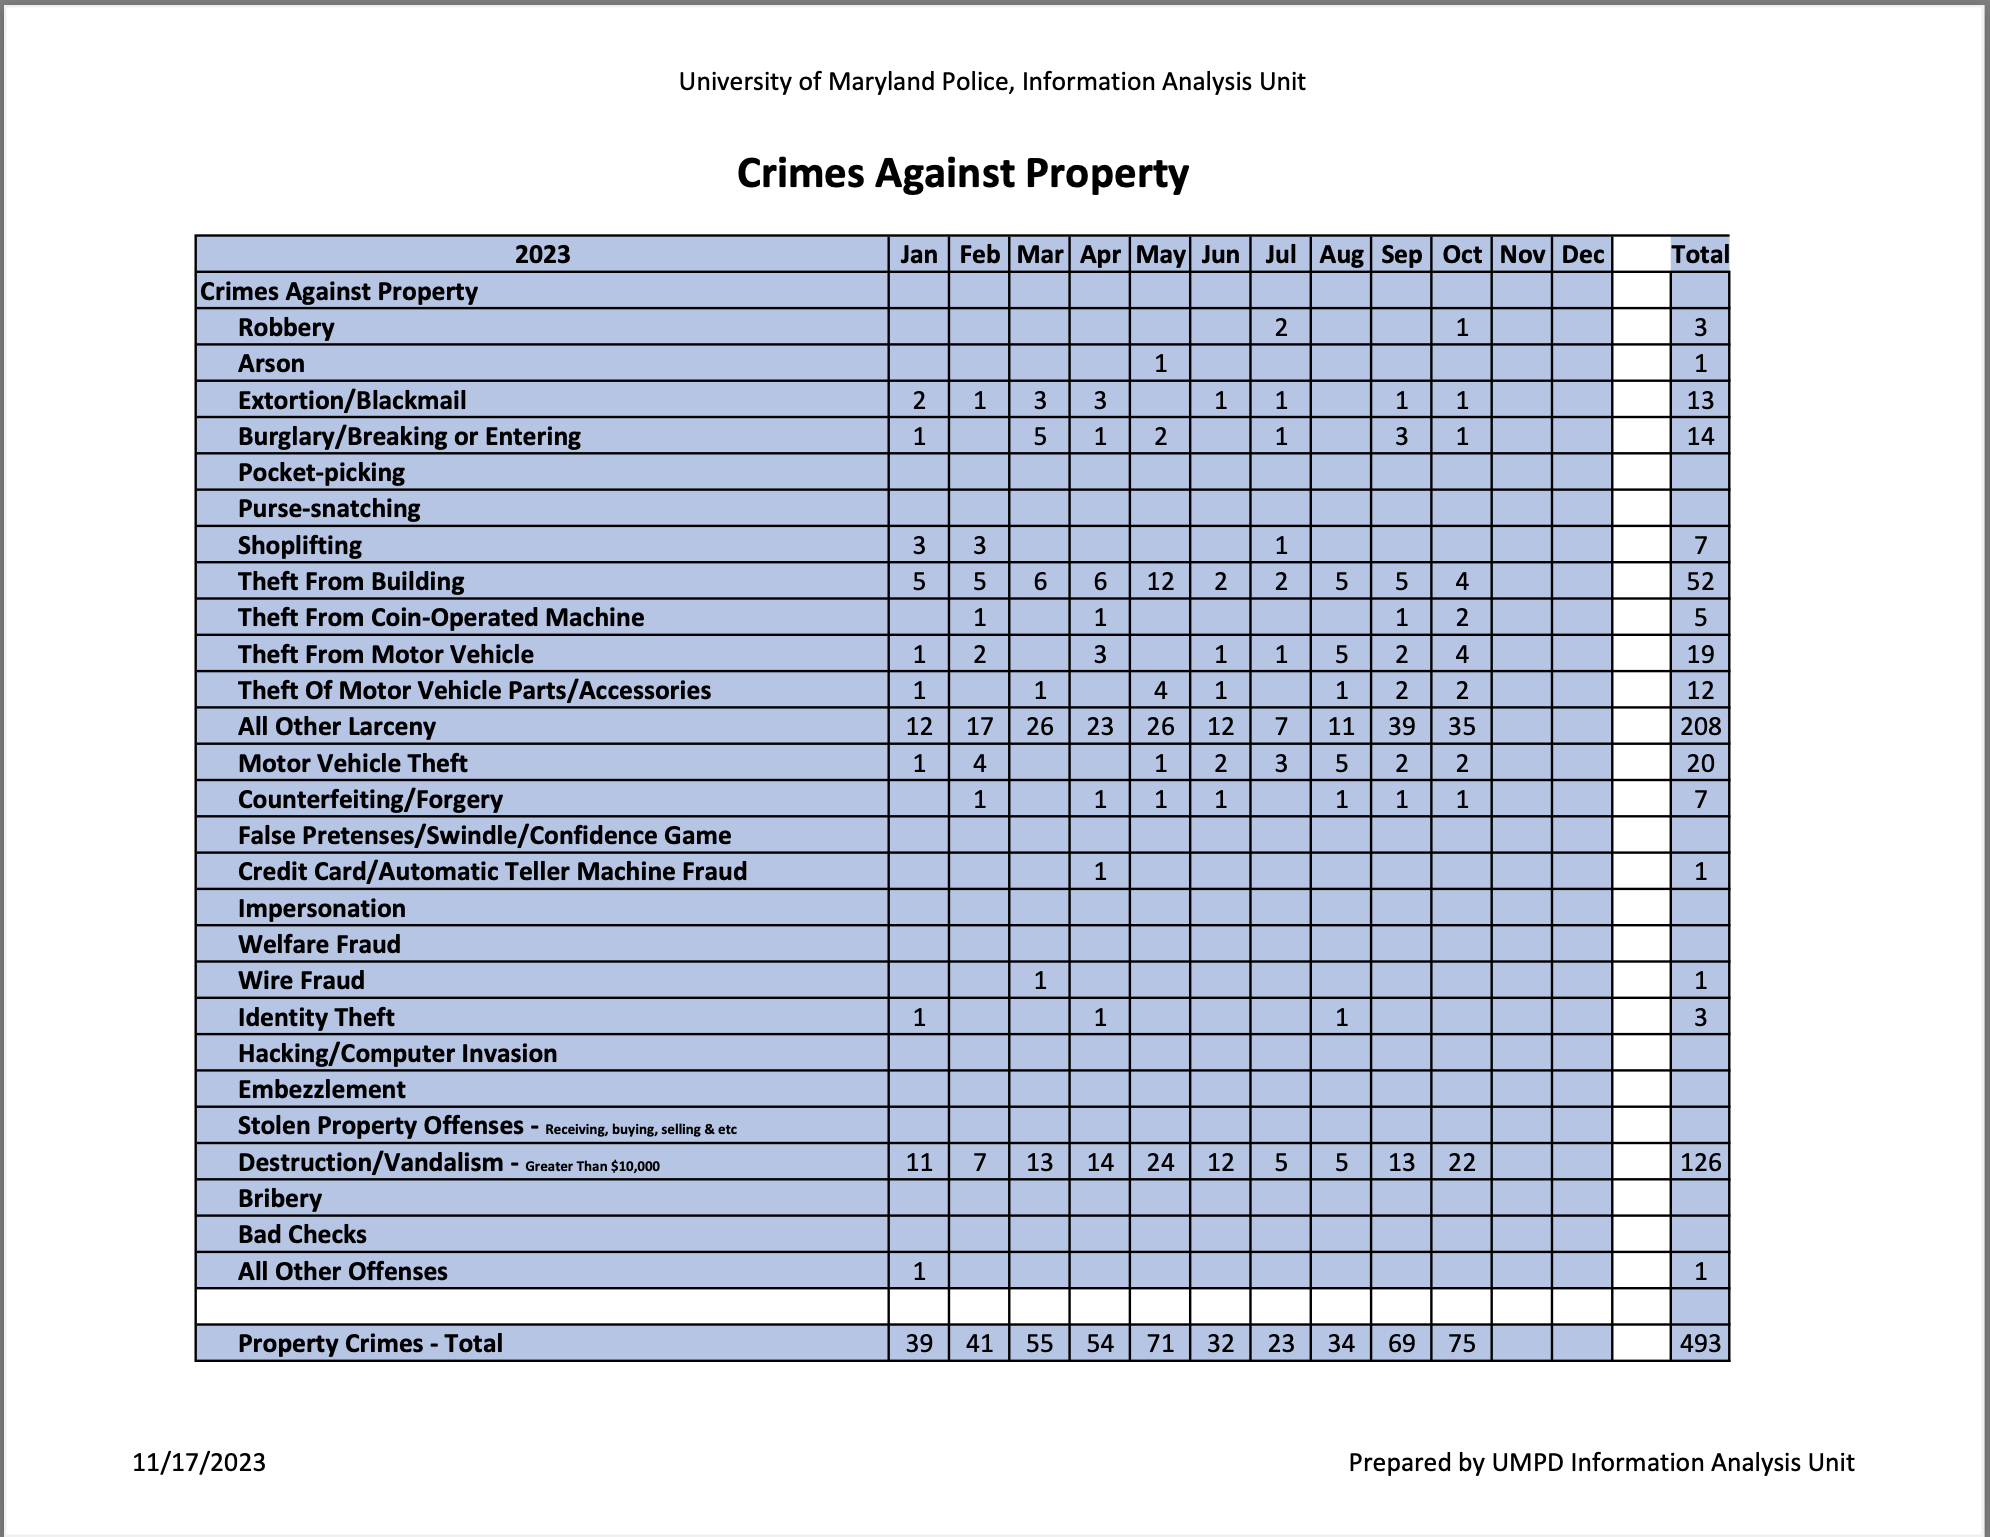 University of Maryland Police, Information Analysis Unit
Crimes Against Property
2023 Jan Feb Mar Apr May Jun Jul Aug Sep Oct Nov Dec Total
Crimes Against Property
Robbery 2 1 3
Arson 1 1
Extortion/Blackmail 2 1 3 3 1 1 1 1 13
Burglary/Breaking or Entering 1 5 1 2 1 3 1 14
Pocket-picking
Purse-snatching
Shoplifting 3 3 1 7
Theft From Building 5 5 6 6 12 2 2 5 5 4 52
Theft From Coin-Operated Machine 1 1 1 2 5
Theft From Motor Vehicle 1 2 3 1 1 5 2 4 19
Theft Of Motor Vehicle Parts/Accessories 1 1 4 1 1 2 2 12
All Other Larceny 12 17 26 23 26 12 7 11 39 35 208
Motor Vehicle Theft 1 4 1 2 3 5 2 2 20
Counterfeiting/Forgery 1 1 1 1 1 1 1 7
False Pretenses/Swindle/Confidence Game
Credit Card/Automatic Teller Machine Fraud 1 1
Impersonation
Welfare Fraud
Wire Fraud 1 1
Identity Theft 1 1 1 3
Hacking/Computer Invasion
Embezzlement
Stolen Property Offenses - Receiving, buying, selling & etc
Destruction/Vandalism - Greater Than $10,000 11 7 13 14 24 12 5 5 13 22 126
Bribery
Bad Checks
All Other Offenses 1 1
Property Crimes - Total 39 41 55 54 71 32 23 34 69 75 493
11/17/2023 Prepared by UMPD Information Analysis Unit